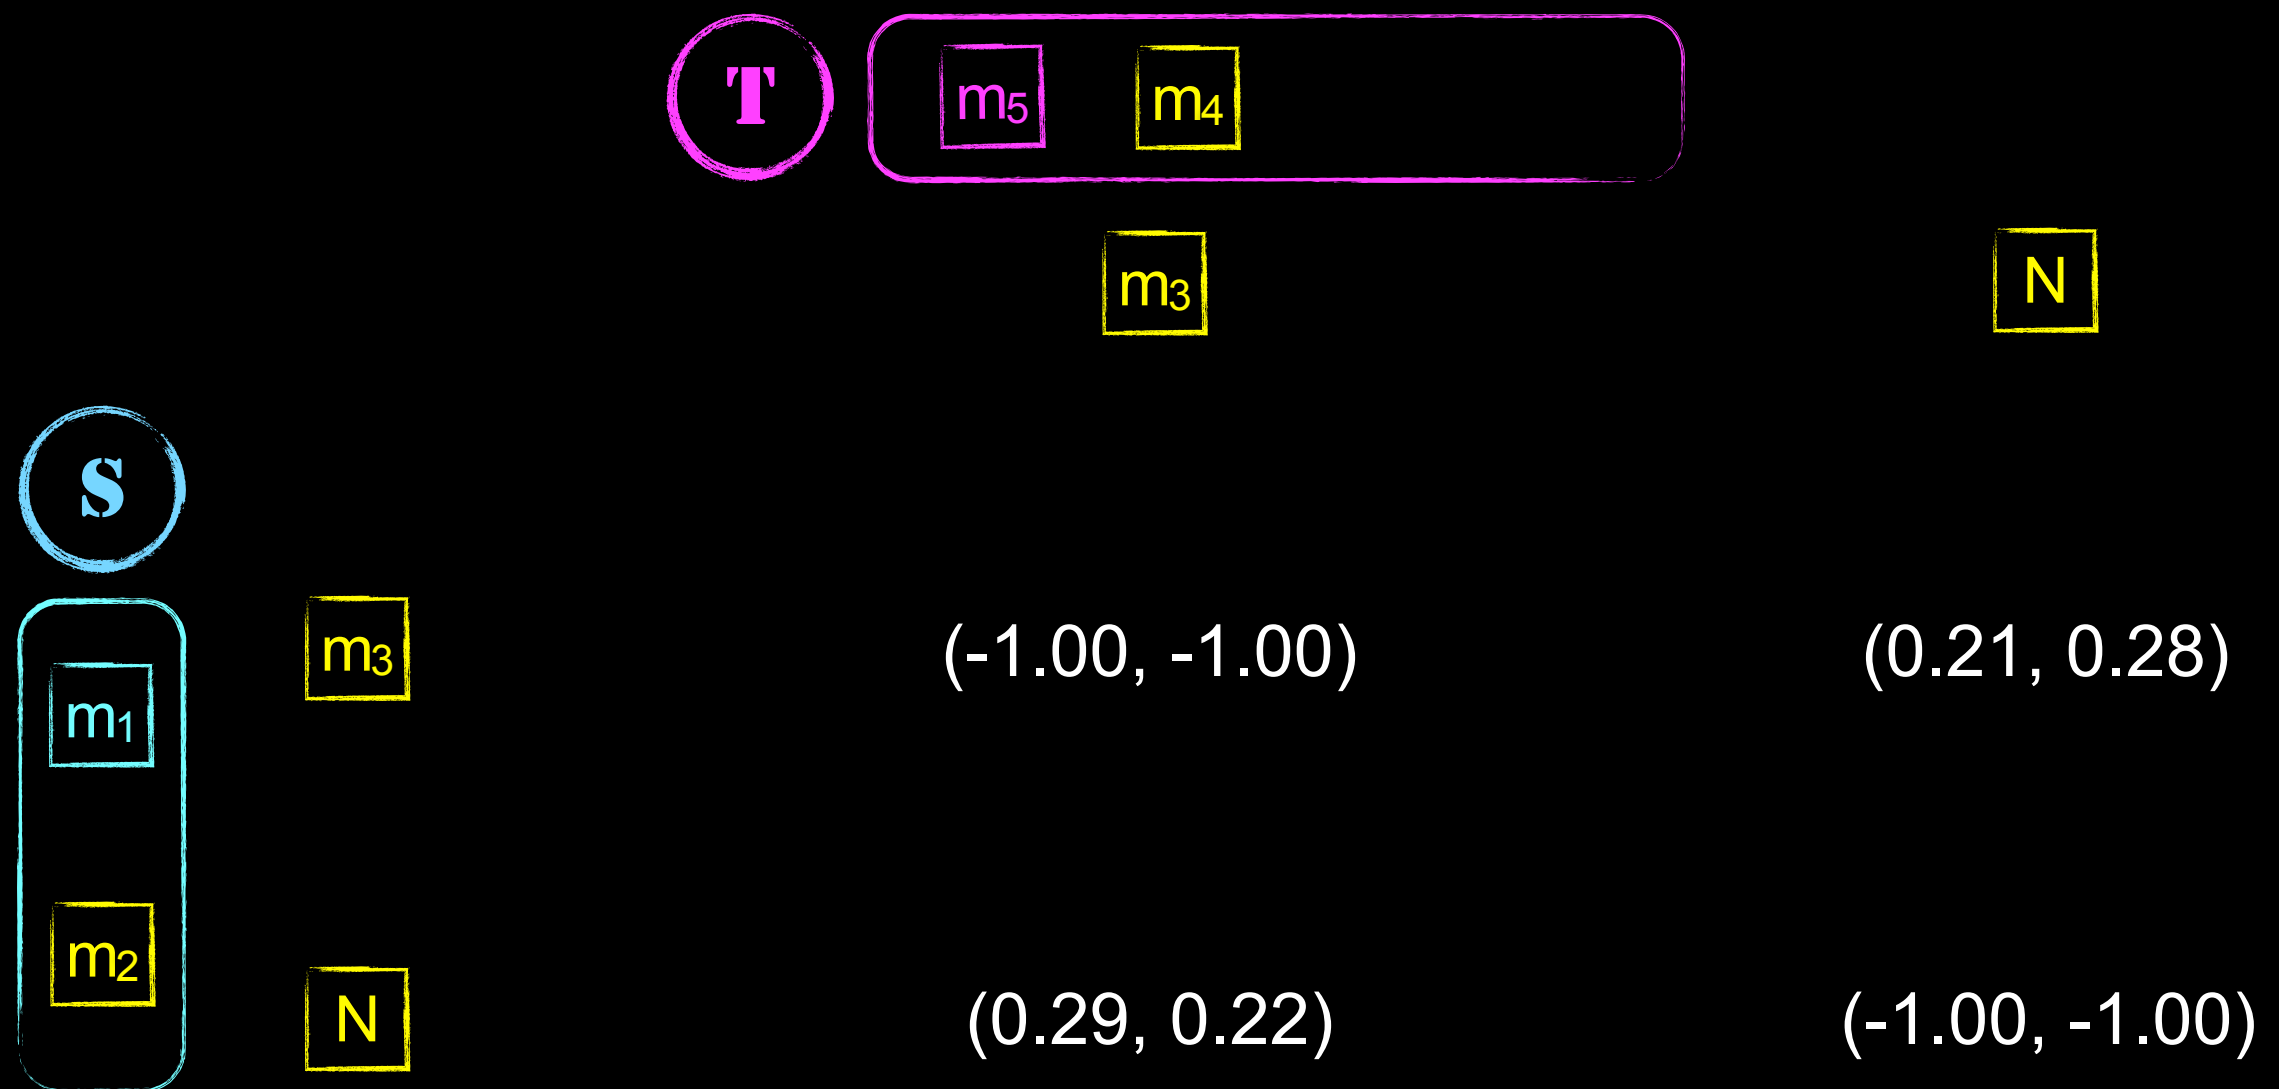 T m₅ m₄
m₃ N
S
m₃ (-1.00, -1.00) (0.21, 0.28)
m₁
m₂
N (0.29, 0.22) (-1.00, -1.00)